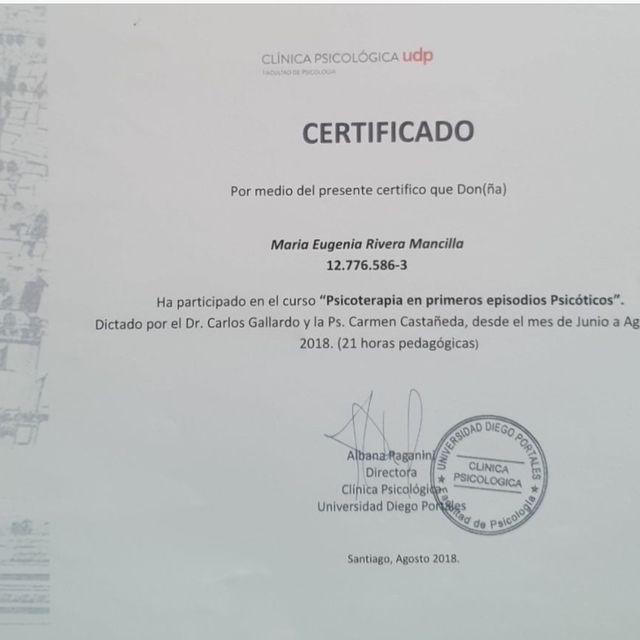 CLÍNICA PSICOLÓGICA udp
FACULTAD DE PSICOLOGÍA
CERTIFICADO
Por medio del presente certifico que Don(ña)
Maria Eugenia Rivera Mancilla
12.776.586-3
Ha participado en el curso “Psicoterapia en primeros episodios Psicóticos”.
Dictado por el Dr. Carlos Gallardo y la Ps. Carmen Castañeda, desde el mes de Junio a Ag
2018. (21 horas pedagógicas)
Albana Paganini
Directora
Clínica Psicológica
Universidad Diego Portales
UNIVERSIDAD DIEGO PORTALES
CLINICA
PSICOLOGICA
Facultad de Psicología
Santiago, Agosto 2018.